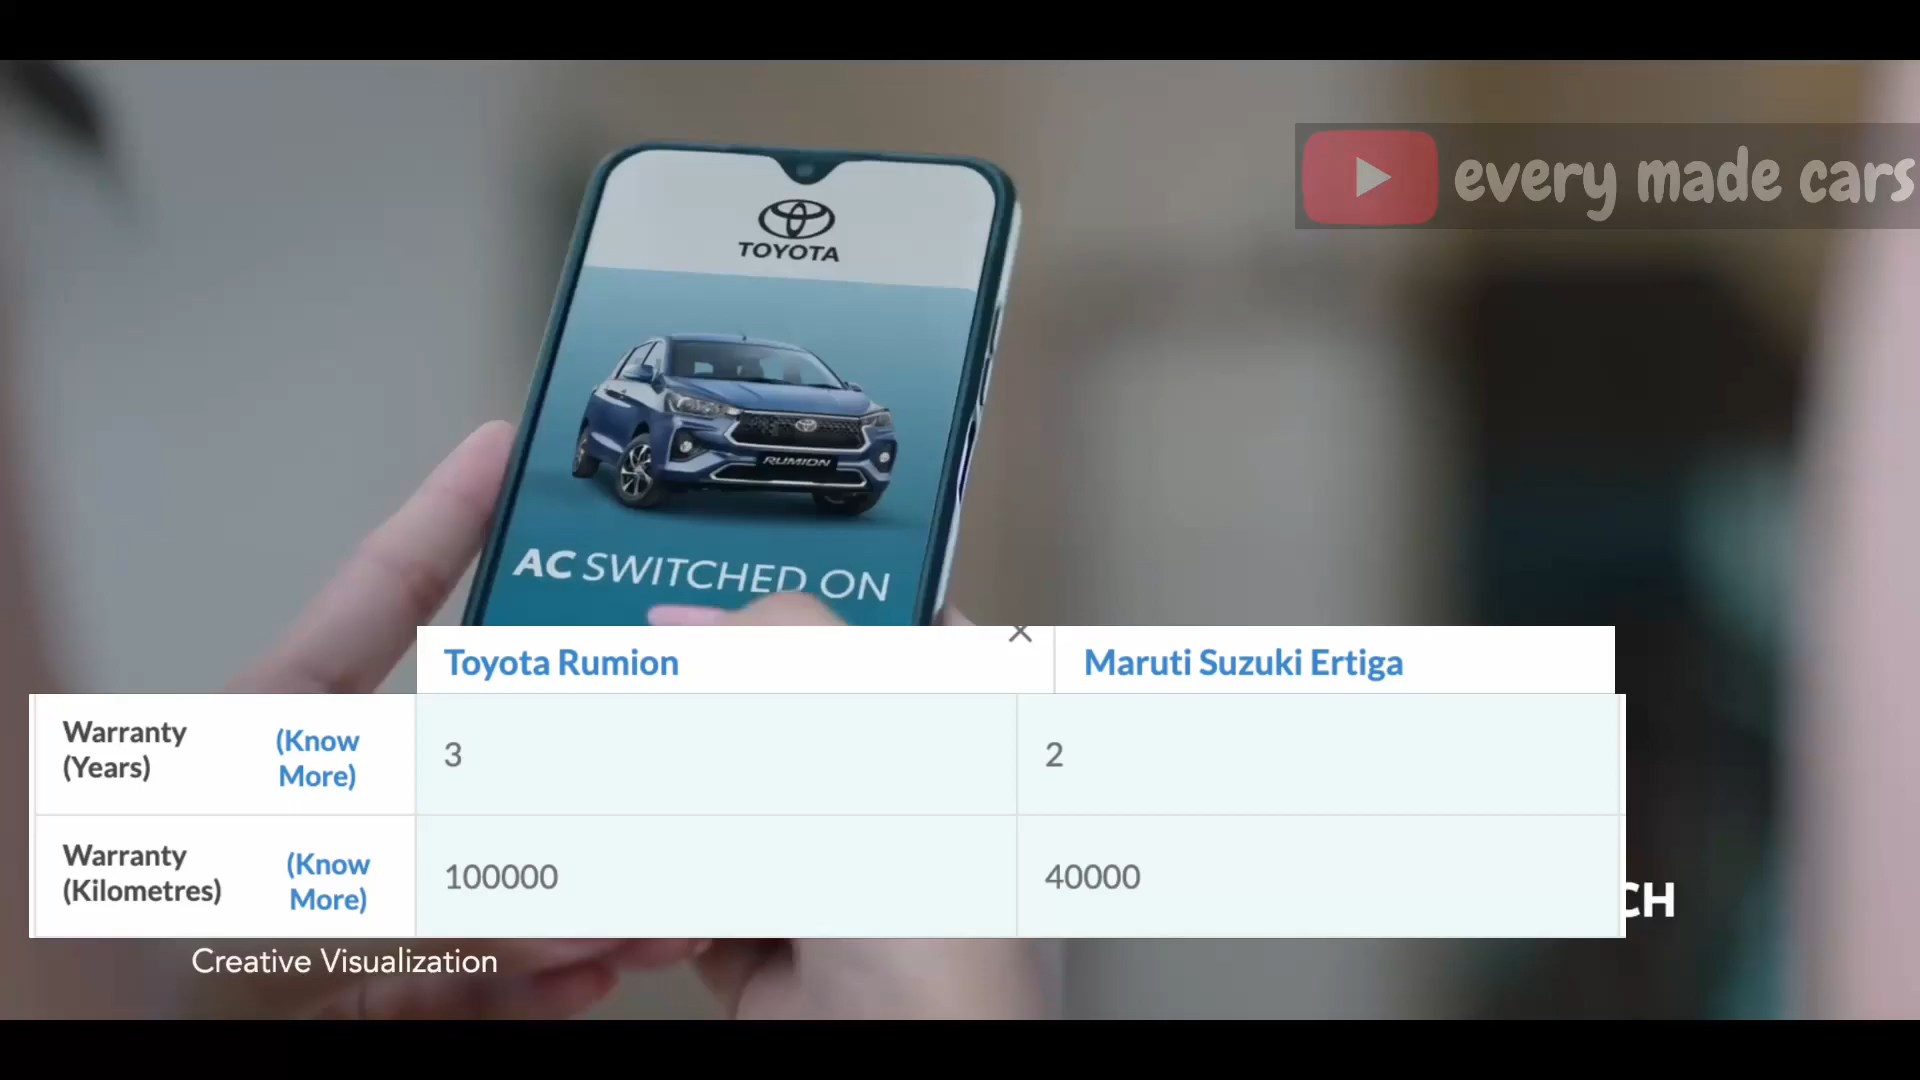 every made cars
TOYOTA
RUMION
AC SWITCHED ON
Toyota Rumion
Maruti Suzuki Ertiga
Warranty
(Years)
(Know
More)
3
2
Warranty
(Kilometres)
(Know
More)
100000
40000
CH
Creative Visualization